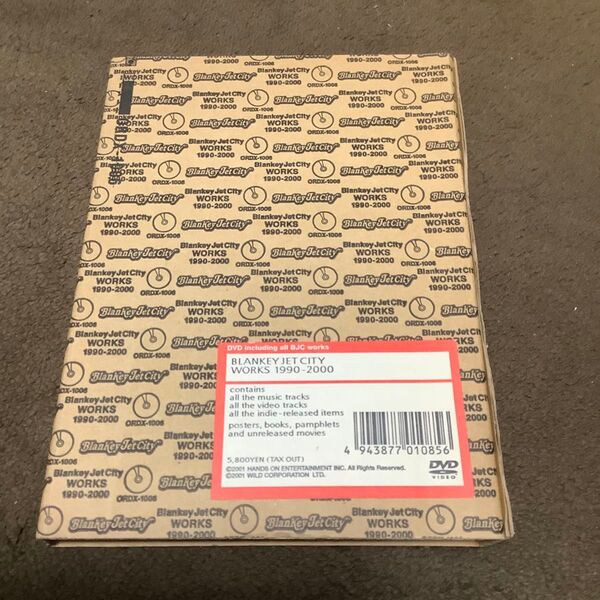 Blankey Jet City
WORKS
1990-2000
ORDX-1006
DVD including all BJC works
BLANKEY JET CITY
WORKS 1990-2000
contains
all the music tracks
all the video tracks
all the indie-released items
posters, books, pamphlets
and unreleased movies
5,800YEN (TAX OUT)
©2001 HANDS ON ENTERTAINMENT INC. All Rights Reserved.
©2001 WILD CORPORATION LTD.
4 943877 010856
DVD
VIDEO